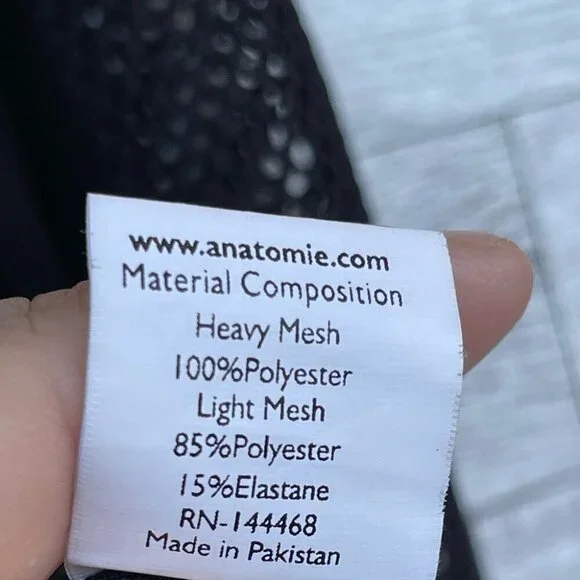 www.anatomie.com
Material Composition
Heavy Mesh
100%Polyester
Light Mesh
85%Polyester
15%Elastane
RN-144468
Made in Pakistan